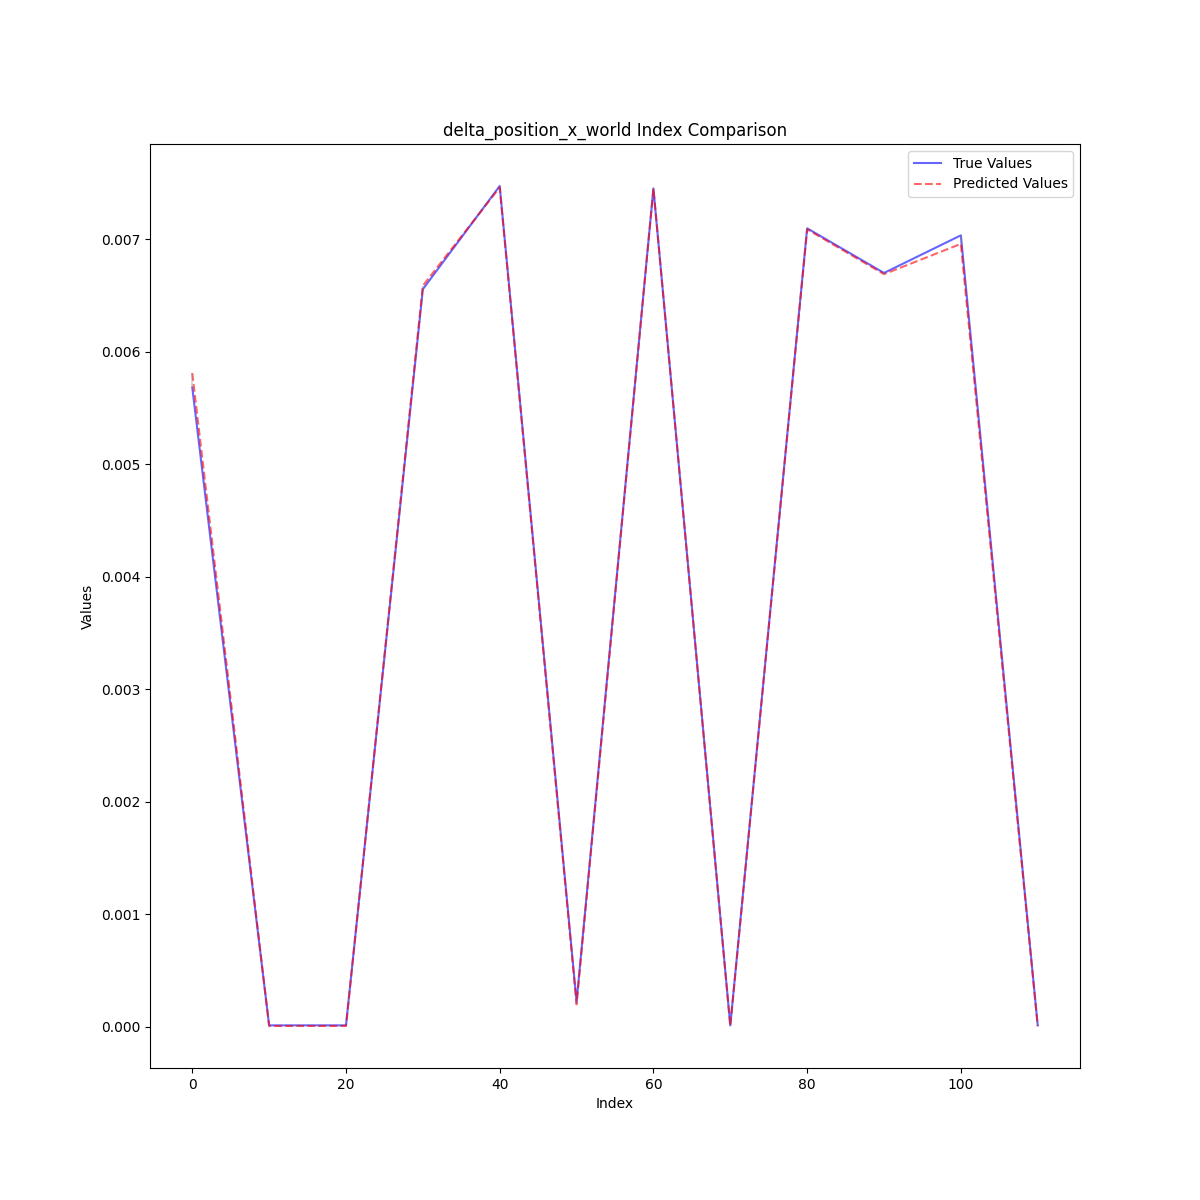 delta_position_x_world Index Comparison
True Values
Predicted Values
0.007
0.006
0.005
0.004
0.003
0.002
0.001
0.000
Values
0 20 40 60 80 100
Index